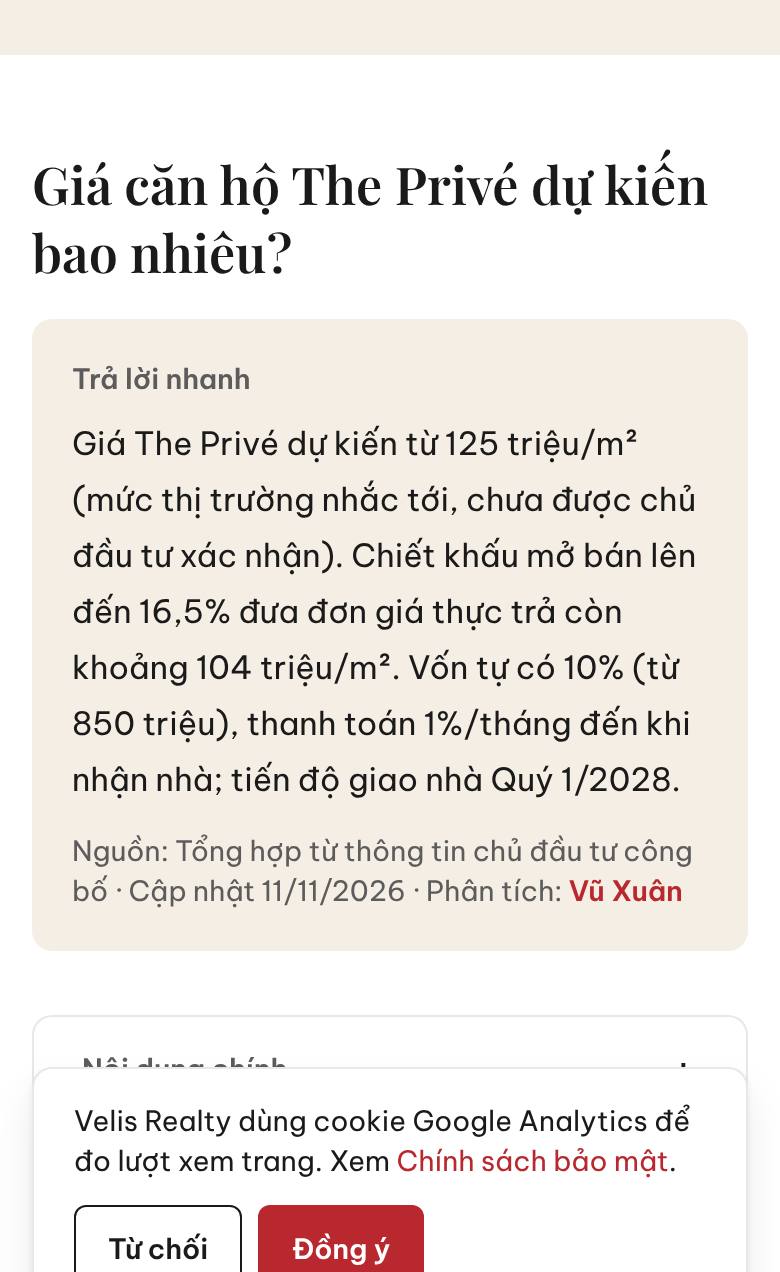 Giá căn hộ The Privé dự kiến
bao nhiêu?
Trả lời nhanh
Giá The Privé dự kiến từ 125 triệu/m²
(mức thị trường nhắc tới, chưa được chủ
đầu tư xác nhận). Chiết khấu mở bán lên
đến 16,5% đưa đơn giá thực trả còn
khoảng 104 triệu/m². Vốn tự có 10% (từ
850 triệu), thanh toán 1%/tháng đến khi
nhận nhà; tiến độ giao nhà Quý 1/2028.
Nguồn: Tổng hợp từ thông tin chủ đầu tư công
bố · Cập nhật 11/11/2026 · Phân tích: Vũ Xuân
Nội dung chính
Velis Realty dùng cookie Google Analytics để
đo lượt xem trang. Xem Chính sách bảo mật.
Từ chối
Đồng ý